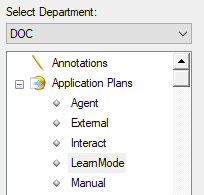 Select Department:
DOC
Annotations
Application Plans
Agent
External
Interact
LearnMode
Manual